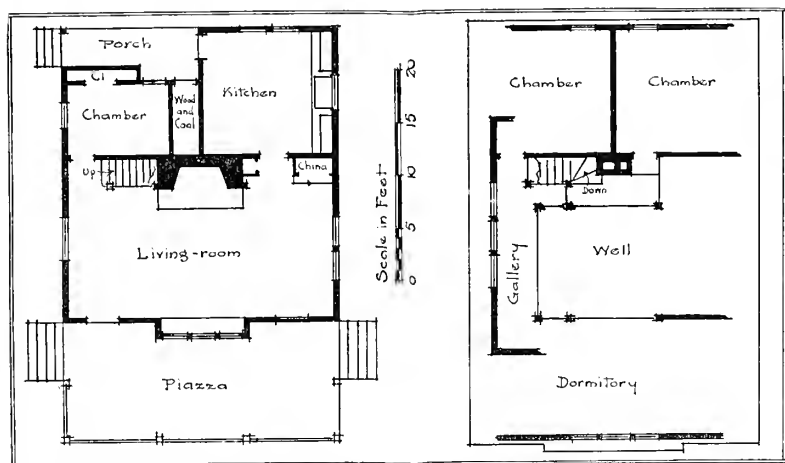 Porch
Cl
Kitchen
Wood
and
Coal
Chamber
Up
China
Living-room
Piazza
Scale in Feet
20
15
10
5
0
Chamber
Chamber
Down
Well
Gallery
Dormitory